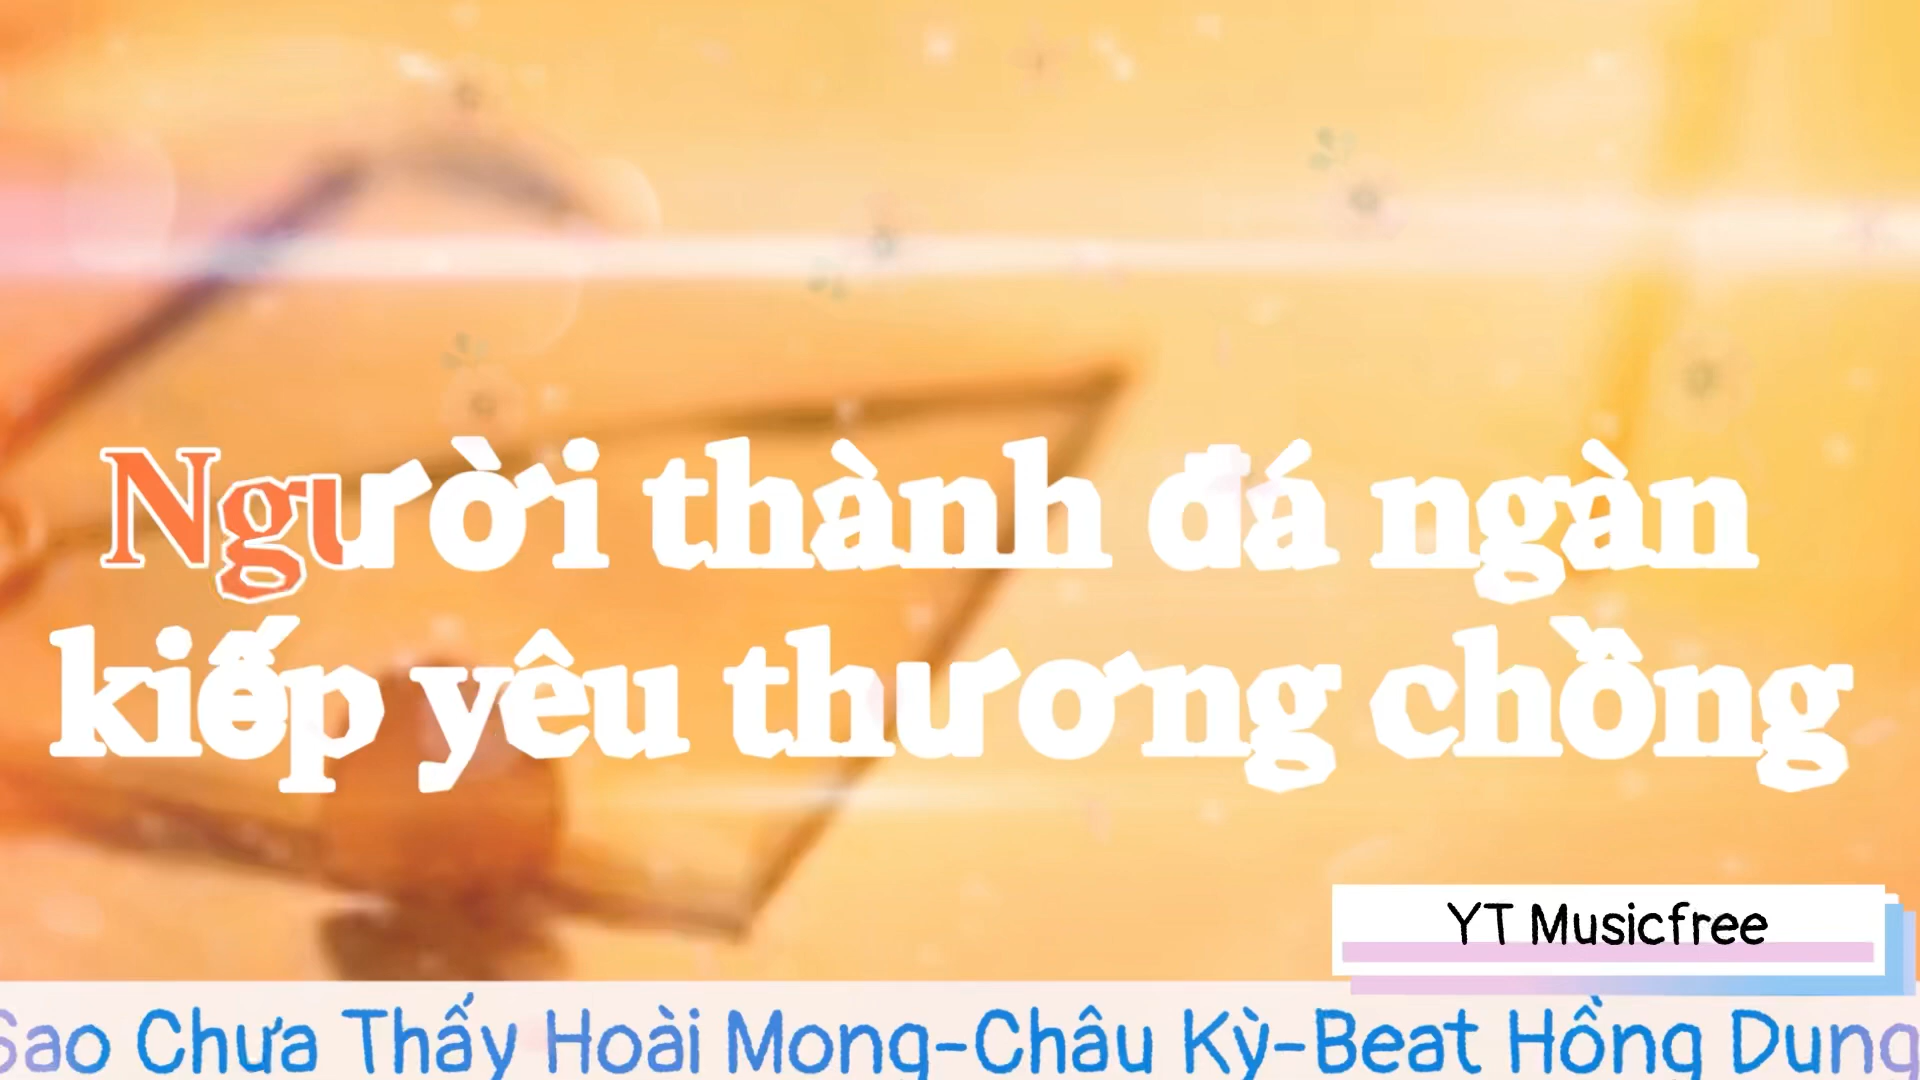 Người thành đá ngàn
kiếp yêu thương chồng
YT Musicfree
Sao Chưa Thấy Hoài Mong-Châu Kỳ-Beat Hồng Dung